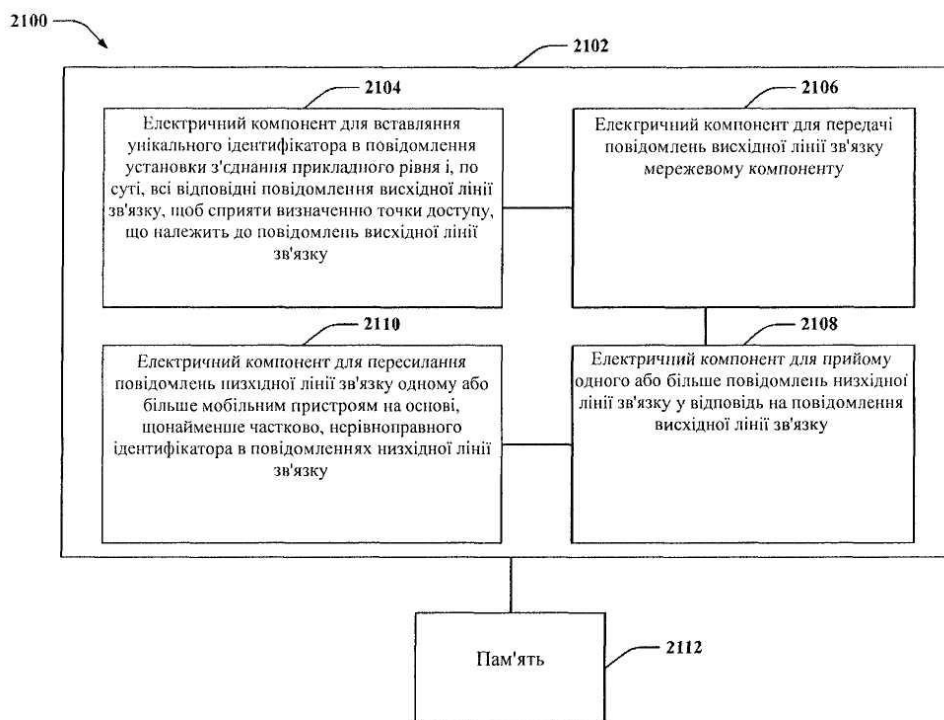 2100
2102
2104
Електричний компонент для вставляння
унікального ідентифікатора в повідомлення
установки з'єднання прикладного рівня і, по
суті, всі відповідні повідомлення висхідної лінії
зв'язку, щоб сприяти визначенню точки доступу,
що належить до повідомлень висхідної лінії
зв'язку
2106
Електричний компонент для передачі
повідомлень висхідної лінії зв'язку
мережевому компоненту
2110
Електричний компонент для пересилання
повідомлень низхідної лінії зв'язку одному або
більше мобільним пристроям на основі,
щонайменше частково, нерівноправного
ідентифікатора в повідомленнях низхідної лінії
зв'язку
2108
Електричний компонент для прийому
одного або більше повідомлень низхідної
лінії зв'язку у відповідь на повідомлення
висхідної лінії зв'язку
Пам'ять
2112